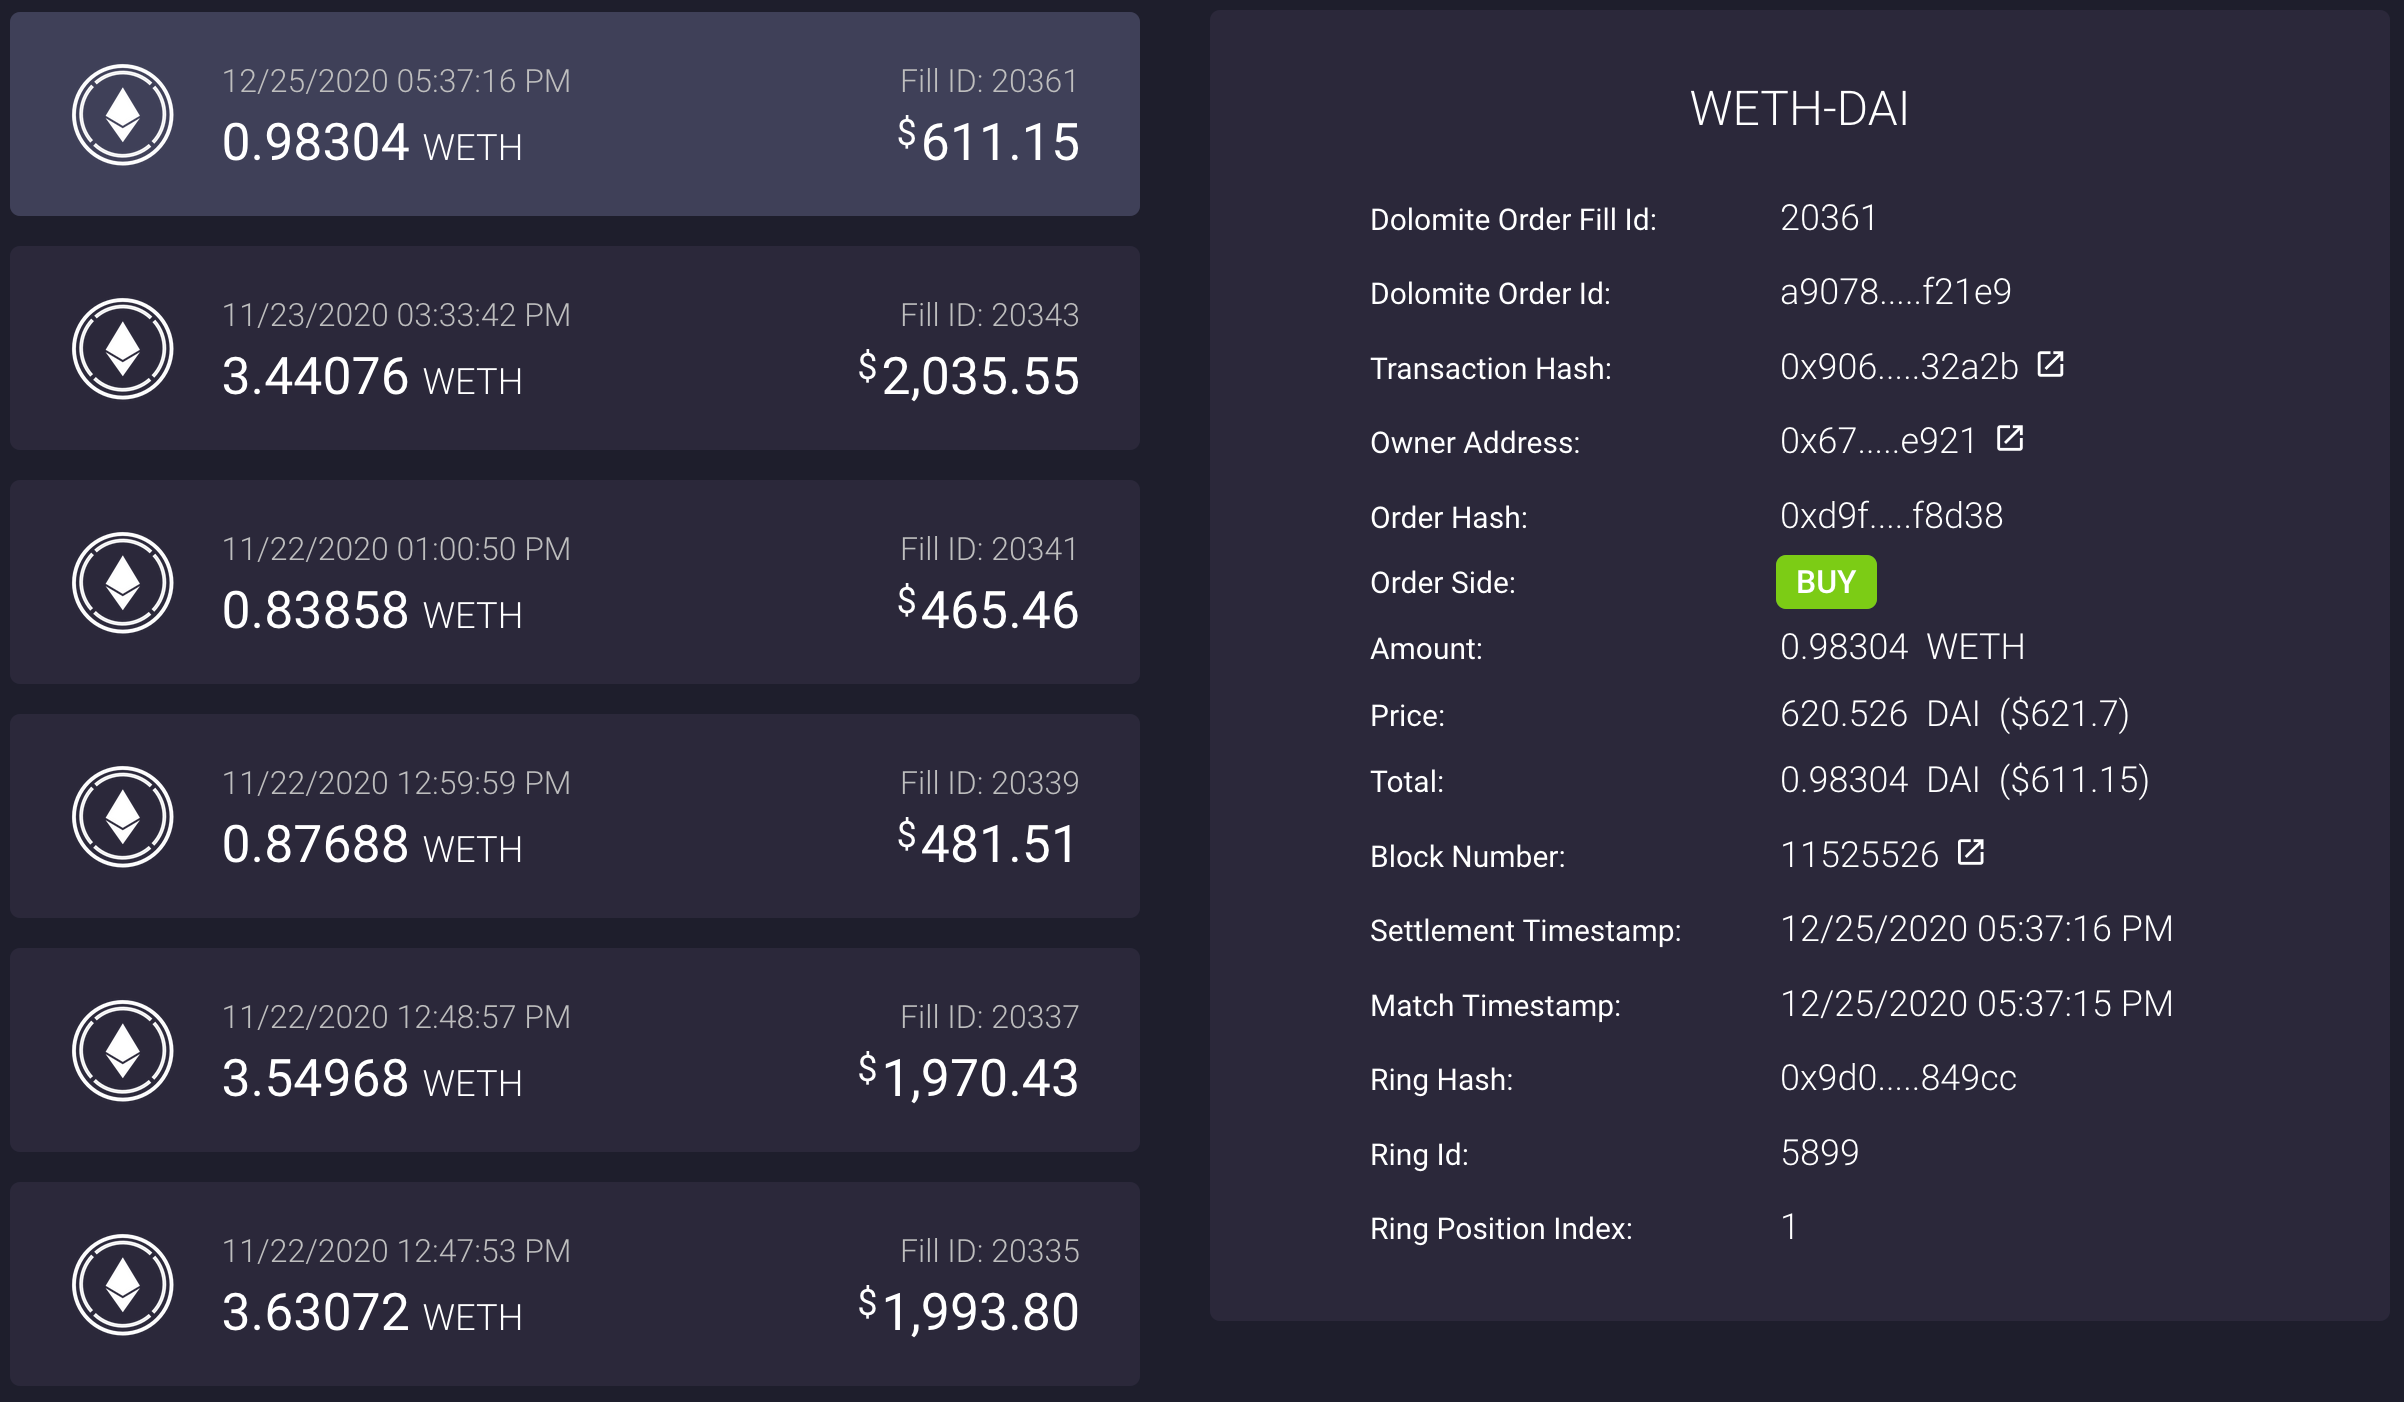 12/25/2020 05:37:16 PM Fill ID: 20361
0.98304 WETH $611.15
11/23/2020 03:33:42 PM Fill ID: 20343
3.44076 WETH $2,035.55
11/22/2020 01:00:50 PM Fill ID: 20341
0.83858 WETH $465.46
11/22/2020 12:59:59 PM Fill ID: 20339
0.87688 WETH $481.51
11/22/2020 12:48:57 PM Fill ID: 20337
3.54968 WETH $1,970.43
11/22/2020 12:47:53 PM Fill ID: 20335
3.63072 WETH $1,993.80
WETH-DAI
Dolomite Order Fill Id: 20361
Dolomite Order Id: a9078.....f21e9
Transaction Hash: 0x906.....32a2b
Owner Address: 0x67.....e921
Order Hash: 0xd9f.....f8d38
Order Side: BUY
Amount: 0.98304 WETH
Price: 620.526 DAI ($621.7)
Total: 0.98304 DAI ($611.15)
Block Number: 11525526
Settlement Timestamp: 12/25/2020 05:37:16 PM
Match Timestamp: 12/25/2020 05:37:15 PM
Ring Hash: 0x9d0.....849cc
Ring Id: 5899
Ring Position Index: 1